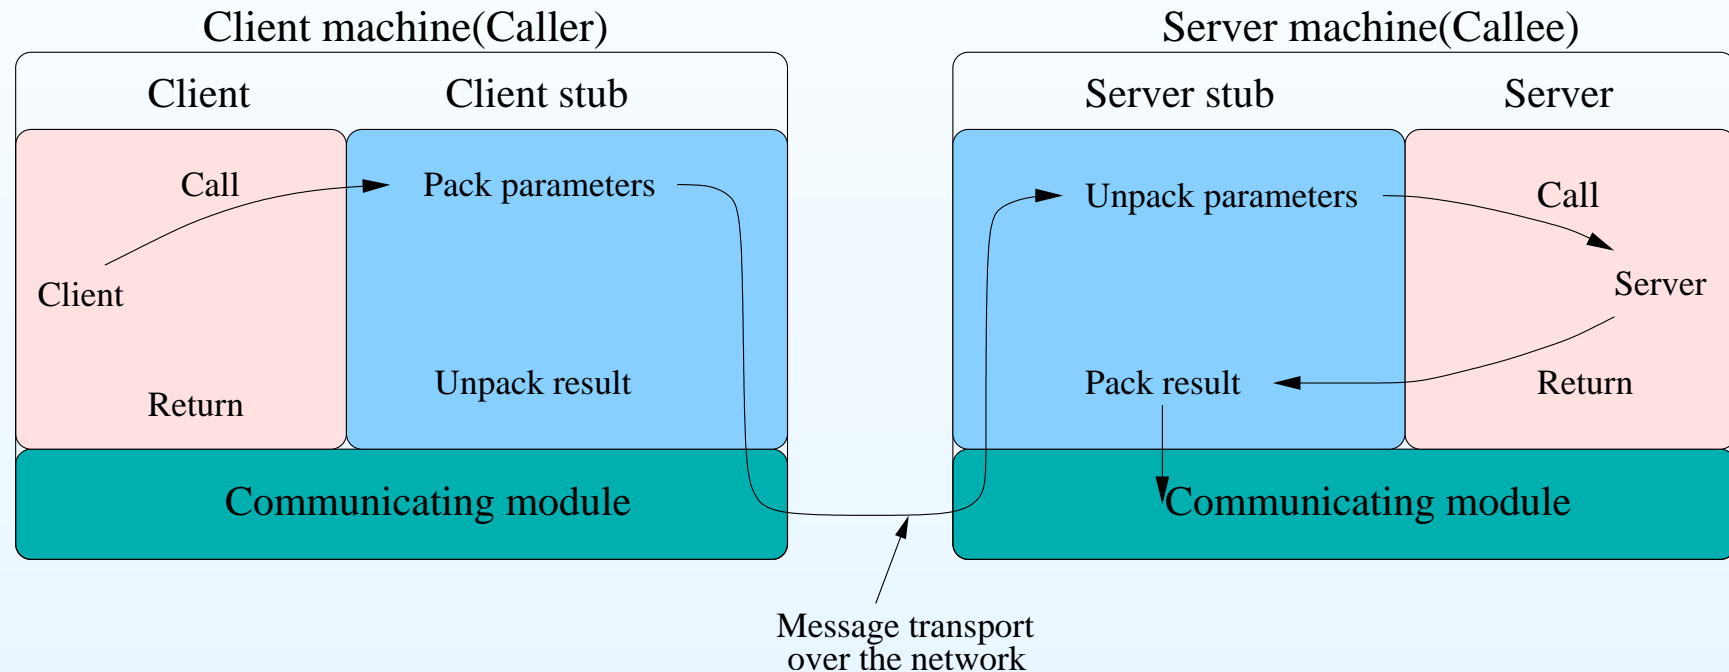 Client machine(Caller)
Client
Client stub
Call
Pack parameters
Client
Unpack result
Return
Communicating module
Server machine(Callee)
Server stub
Server
Unpack parameters
Call
Server
Pack result
Return
Communicating module
Message transport
over the network